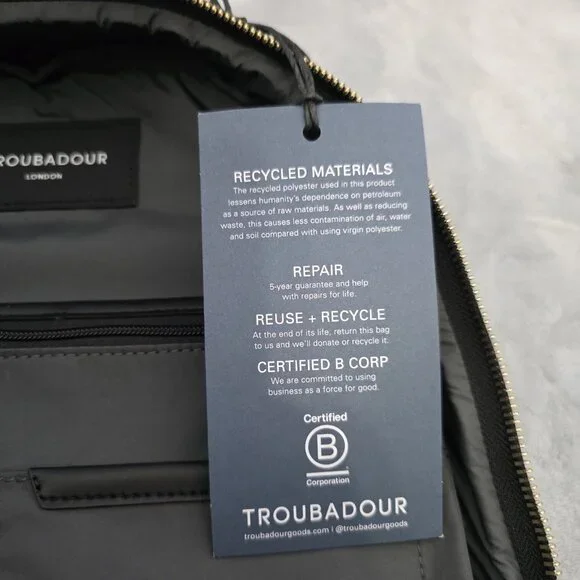 ROUBADOUR
LONDON
RECYCLED MATERIALS
The recycled polyester used in this product
lessens humanity's dependence on petroleum
as a source of raw materials. As well as reducing
waste, this causes less contamination of air, water
and soil compared with using virgin polyester.
REPAIR
5-year guarantee and help
with repairs for life.
REUSE + RECYCLE
At the end of its life, return this bag
to us and we'll donate or recycle it.
CERTIFIED B CORP
We are committed to using
business as a force for good.
Certified
B
Corporation
TROUBADOUR
troubadourgoods.com | @troubadourgoods